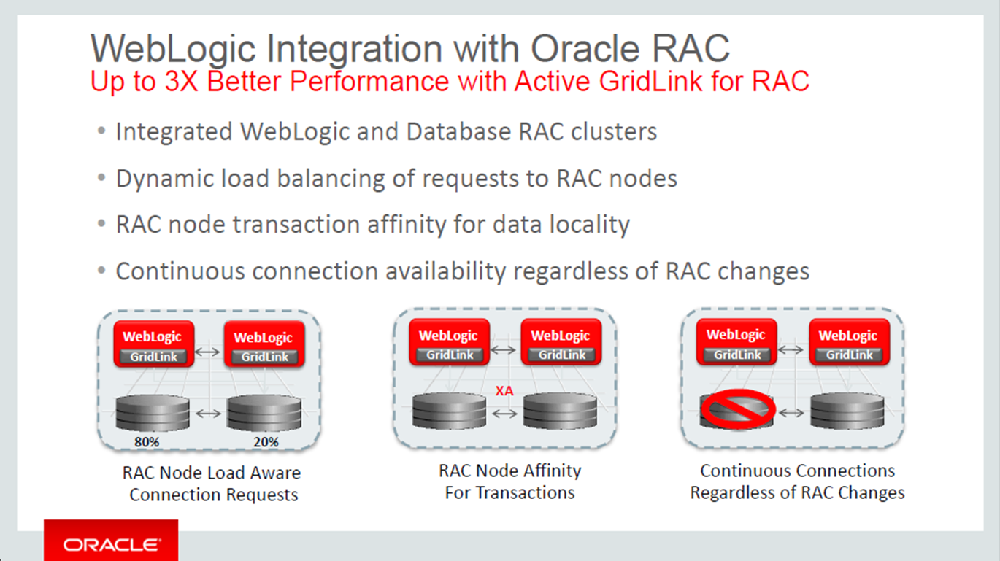 WebLogic Integration with Oracle RAC
Up to 3X Better Performance with Active GridLink for RAC
• Integrated WebLogic and Database RAC clusters
• Dynamic load balancing of requests to RAC nodes
• RAC node transaction affinity for data locality
• Continuous connection availability regardless of RAC changes
WebLogic
GridLink
WebLogic
GridLink
80%
20%
RAC Node Load Aware
Connection Requests
WebLogic
GridLink
WebLogic
GridLink
XA
RAC Node Affinity
For Transactions
WebLogic
GridLink
WebLogic
GridLink
Continuous Connections
Regardless of RAC Changes
ORACLE